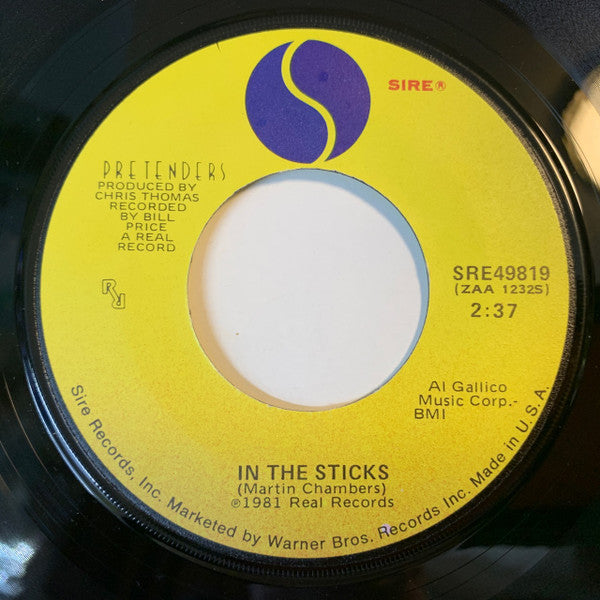 SIRE®
PRETENDERS
PRODUCED BY
CHRIS THOMAS
RECORDED
BY BILL
PRICE
A REAL
RECORD
RR
SRE49819
(ZAA 1232S)
2:37
Al Gallico
Music Corp.-
BMI
IN THE STICKS
(Martin Chambers)
℗1981 Real Records
Sire Records, Inc. Marketed by Warner Bros. Records Inc. Made in U.S.A.